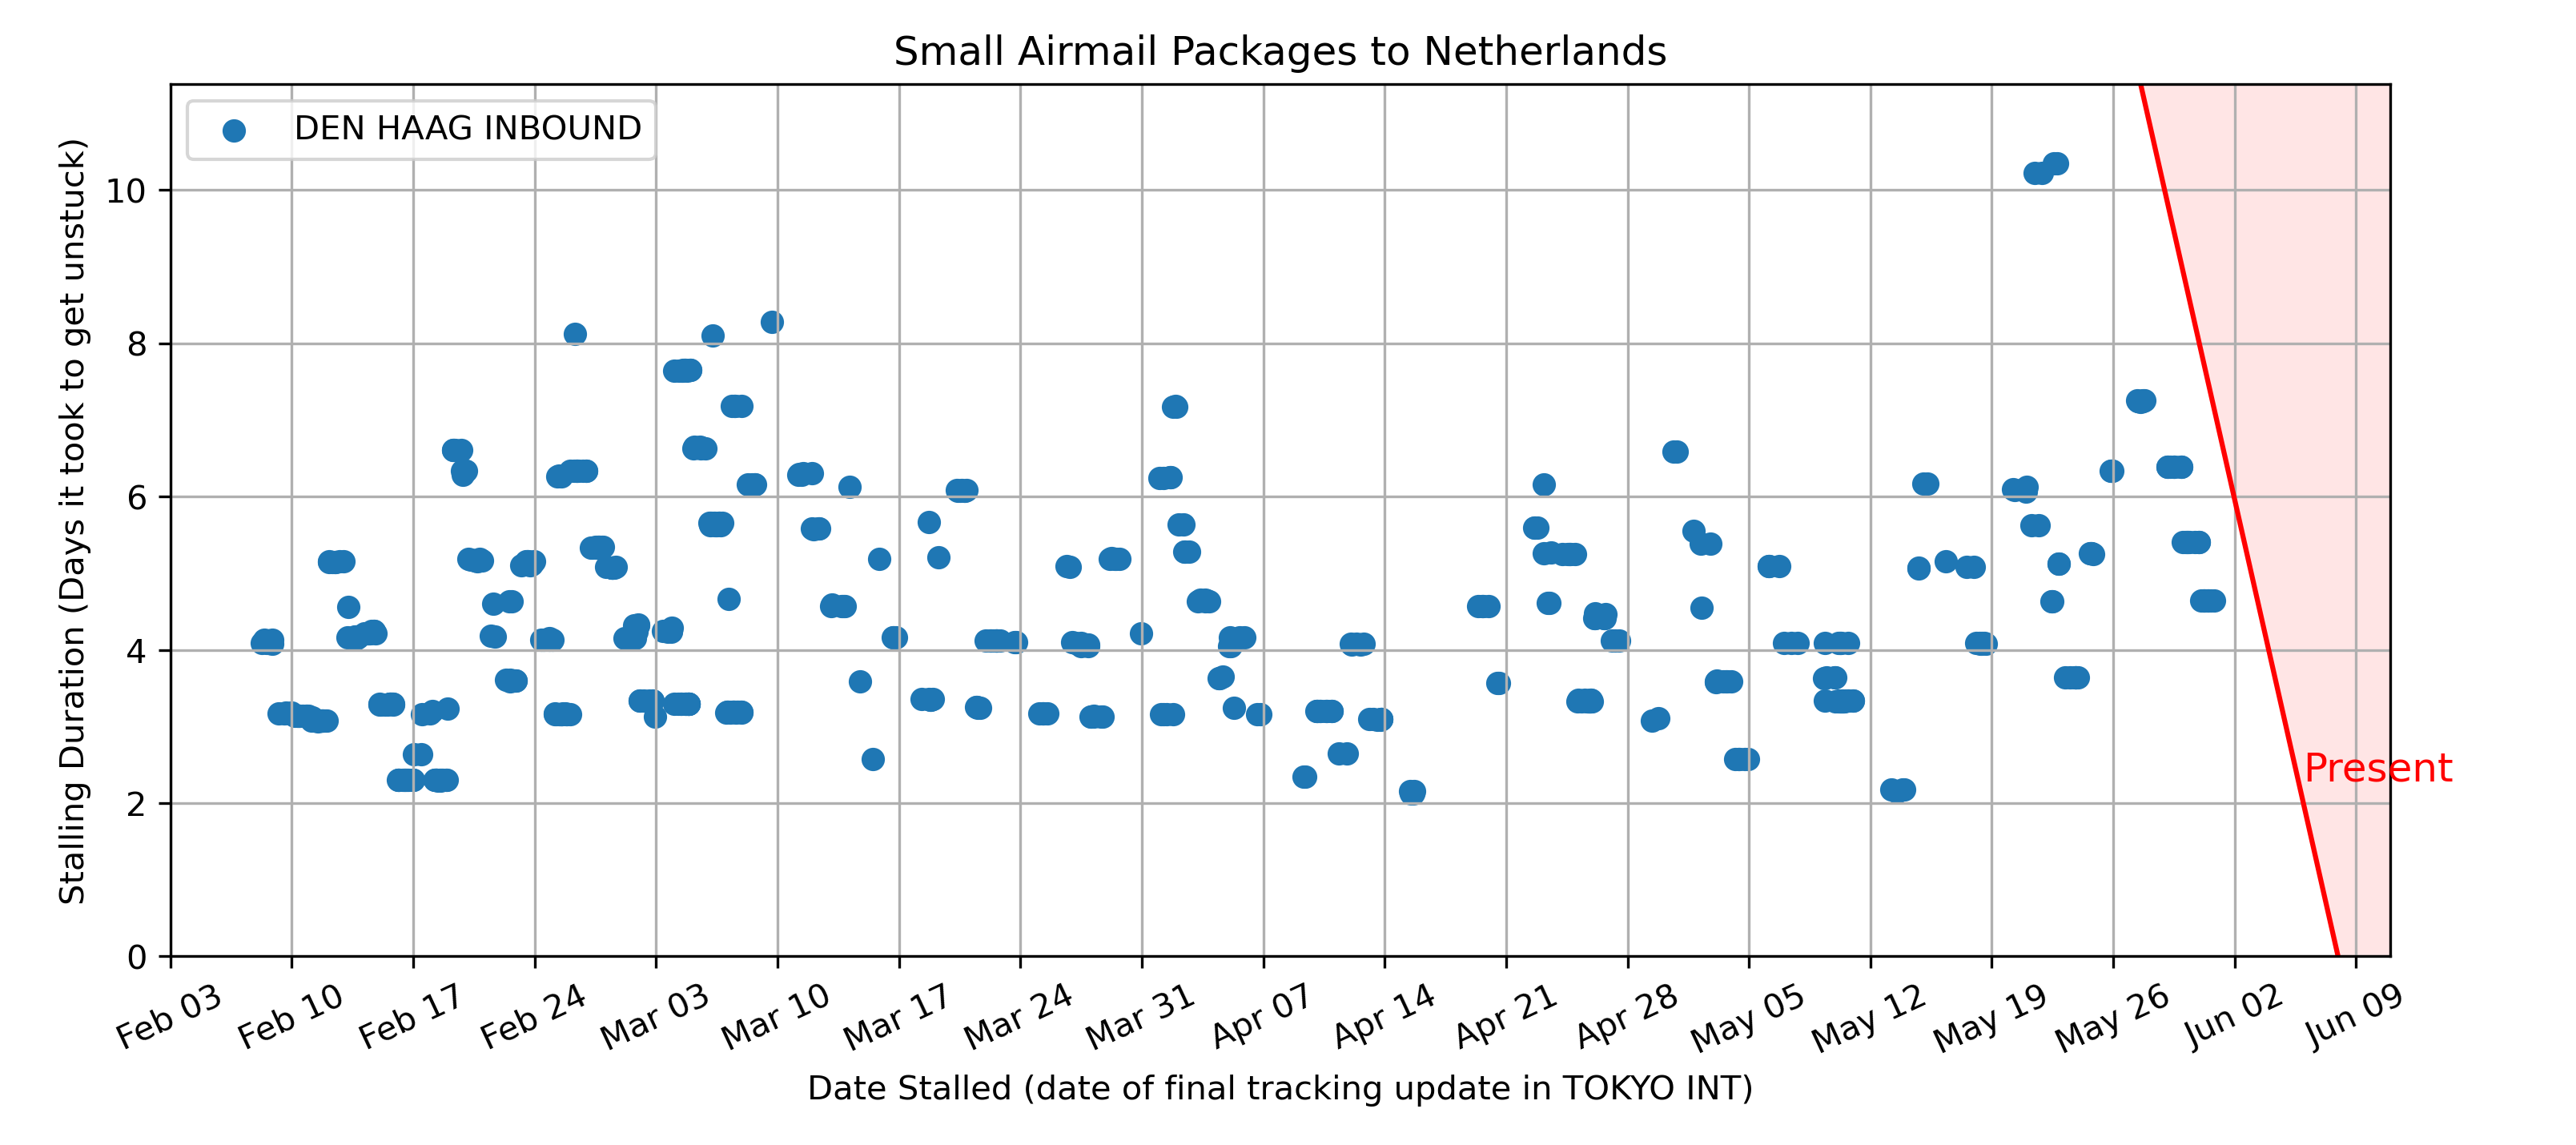 Small Airmail Packages to Netherlands
DEN HAAG INBOUND
Stalling Duration (Days it took to get unstuck)
10
8
6
4
2
0
Present
Feb 03
Feb 10
Feb 17
Feb 24
Mar 03
Mar 10
Mar 17
Mar 24
Mar 31
Apr 07
Apr 14
Apr 21
Apr 28
May 05
May 12
May 19
May 26
Jun 02
Jun 09
Date Stalled (date of final tracking update in TOKYO INT)